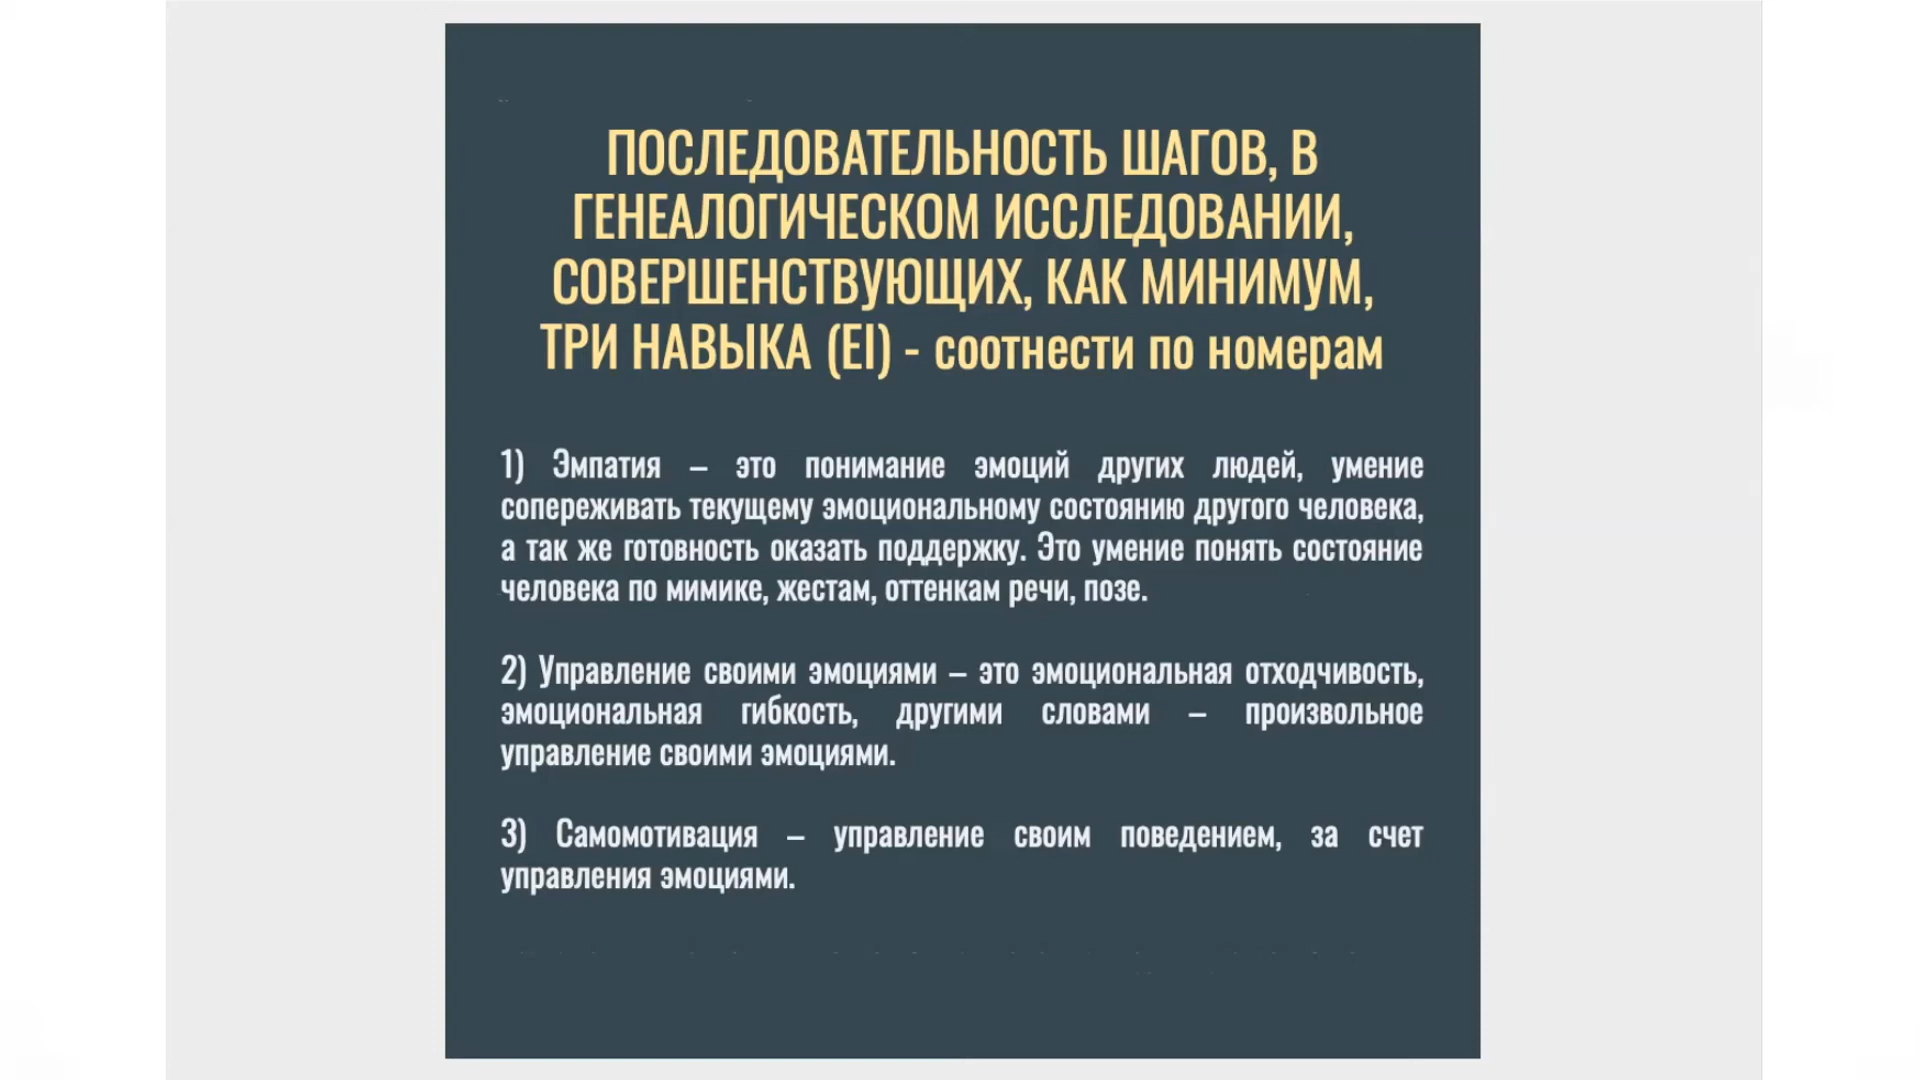 ПОСЛЕДОВАТЕЛЬНОСТЬ ШАГОВ, В
ГЕНЕАЛОГИЧЕСКОМ ИССЛЕДОВАНИИ,
СОВЕРШЕНСТВУЮЩИХ, КАК МИНИМУМ,
ТРИ НАВЫКА (EI) - соотнести по номерам
1) Эмпатия – это понимание эмоций других людей, умение
сопереживать текущему эмоциональному состоянию другого человека,
а так же готовность оказать поддержку. Это умение понять состояние
человека по мимике, жестам, оттенкам речи, позе.
2) Управление своими эмоциями – это эмоциональная отходчивость,
эмоциональная гибкость, другими словами – произвольное
управление своими эмоциями.
3) Самомотивация – управление своим поведением, за счет
управления эмоциями.